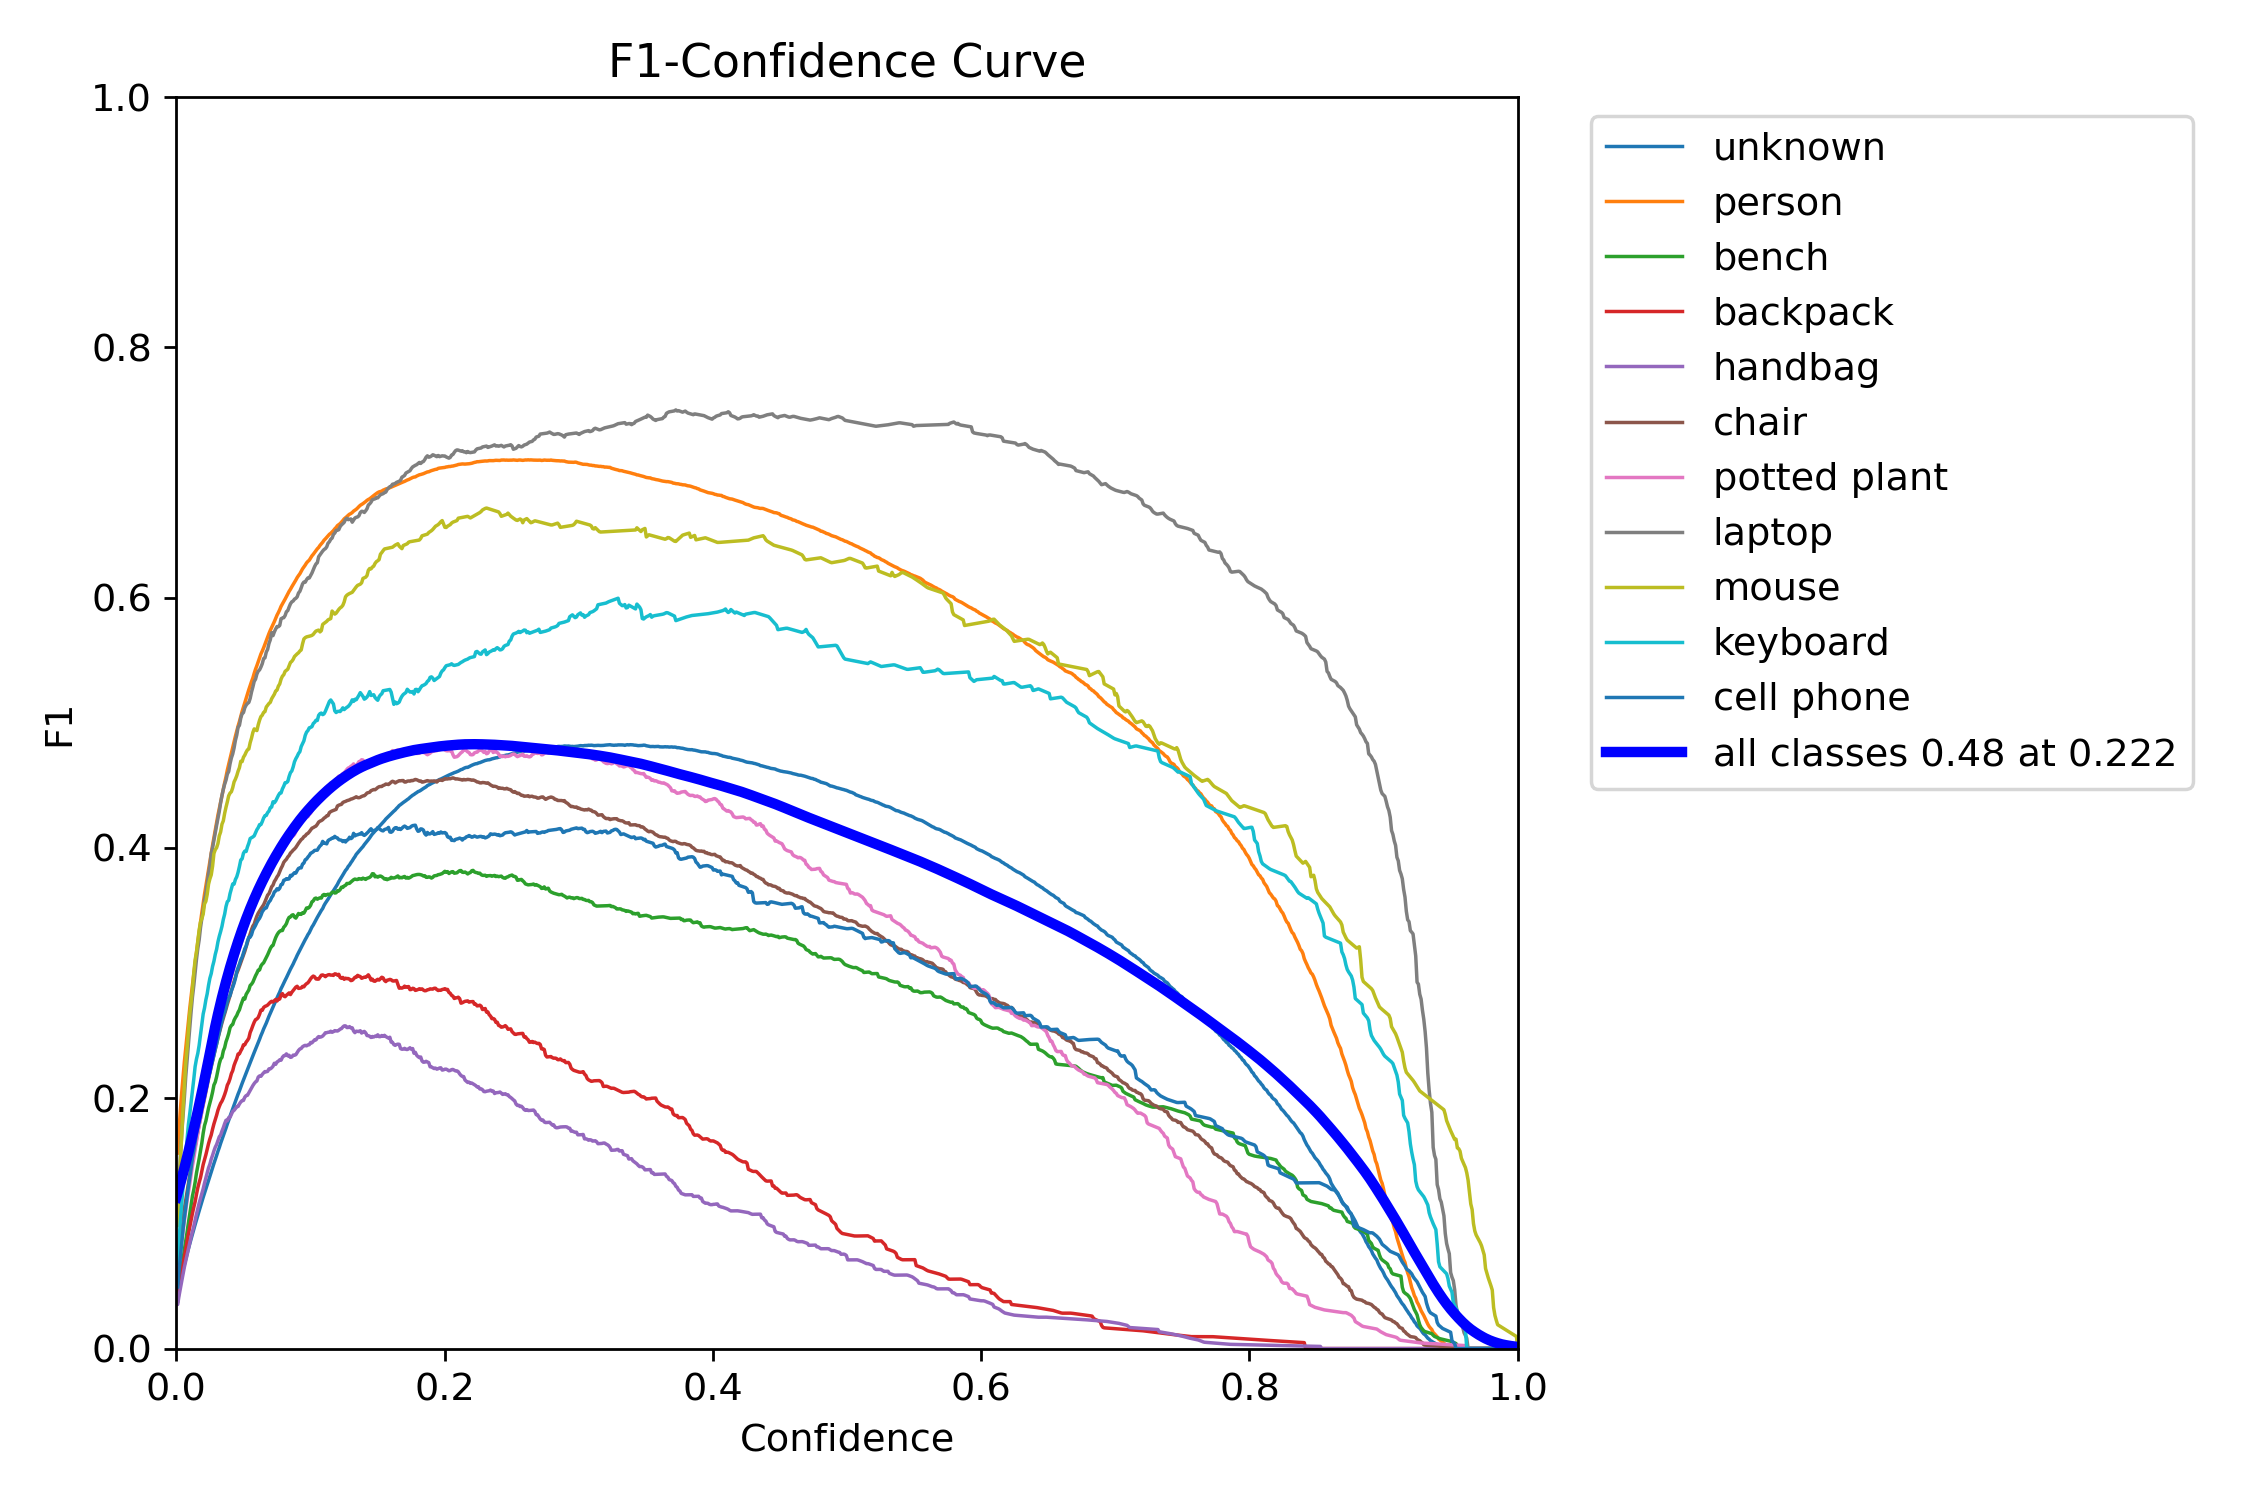 F1-Confidence Curve
1.0
0.8
0.6
0.4
0.2
0.0
F1
0.0 0.2 0.4 0.6 0.8 1.0
Confidence
unknown
person
bench
backpack
handbag
chair
potted plant
laptop
mouse
keyboard
cell phone
all classes 0.48 at 0.222